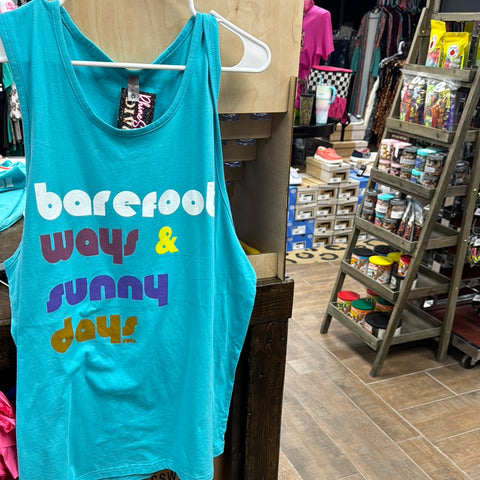 barefoot
ways &
sunny
days